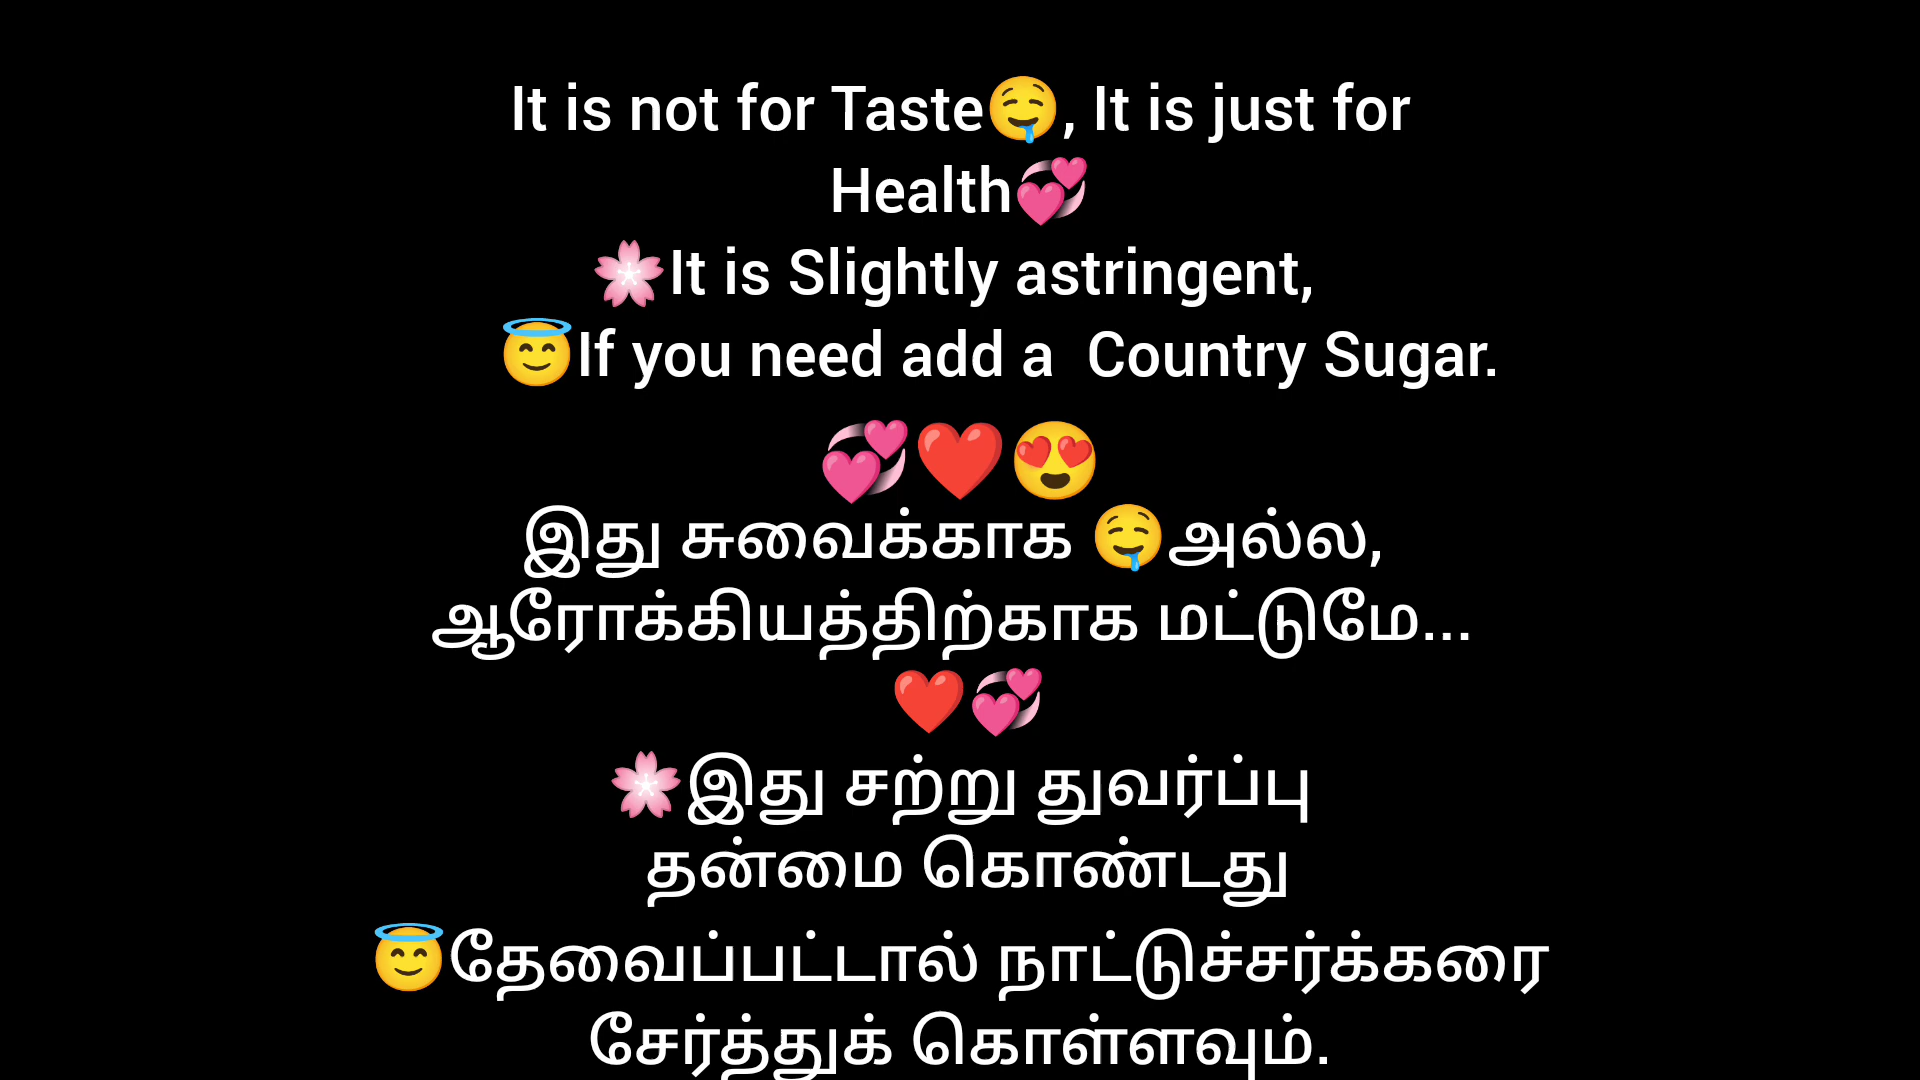 It is not for Taste🤤, It is just for
Health💞
🌸It is Slightly astringent,
😇If you need add a  Country Sugar.
💞❤️😍
இது சுவைக்காக 🤤அல்ல,
ஆரோக்கியத்திற்காக மட்டுமே...
❤️💞
🌸இது சற்று துவர்ப்பு
தன்மை கொண்டது
😇தேவைப்பட்டால் நாட்டுச்சர்க்கரை
சேர்த்துக் கொள்ளவும்.